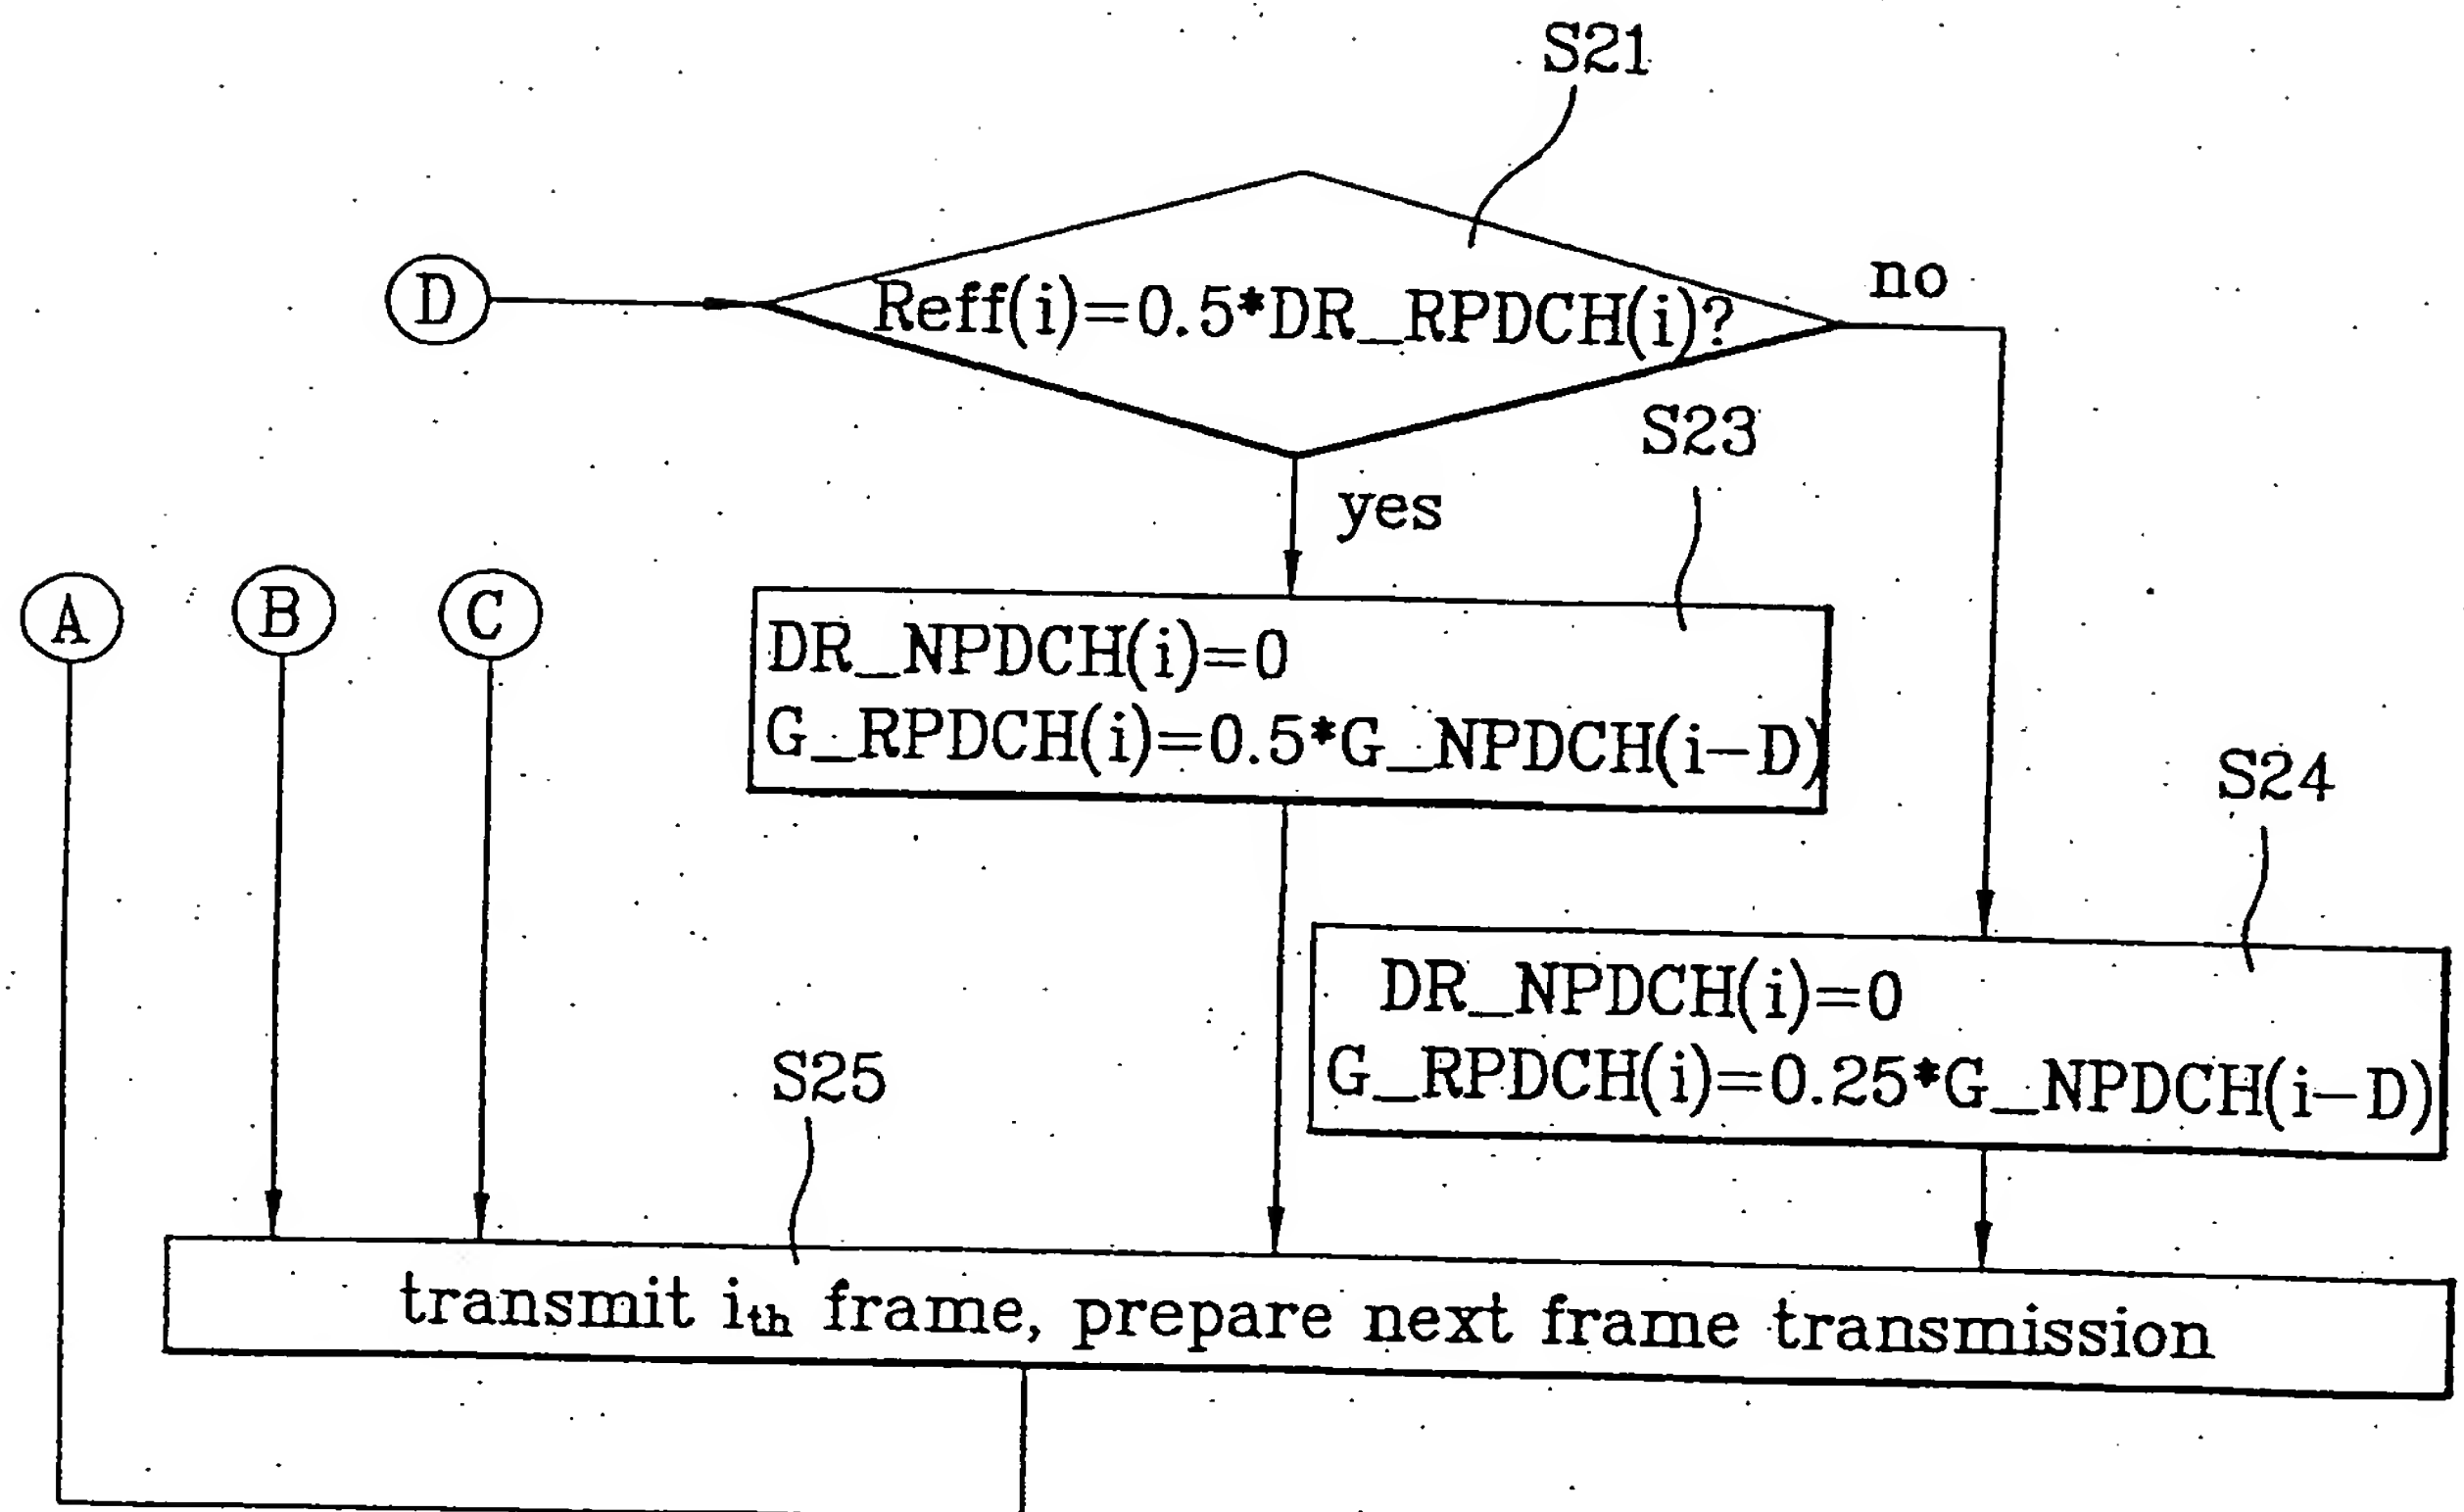 S21
D
Reff(i)=0.5*DR_RPDCH(i)?
no
S23
yes
A
B
C
DR_NPDCH(i)=0
G_RPDCH(i)=0.5*G_NPDCH(i-D)
S24
DR_NPDCH(i)=0
G_RPDCH(i)=0.25*G_NPDCH(i-D)
S25
transmit ith frame, prepare next frame transmission